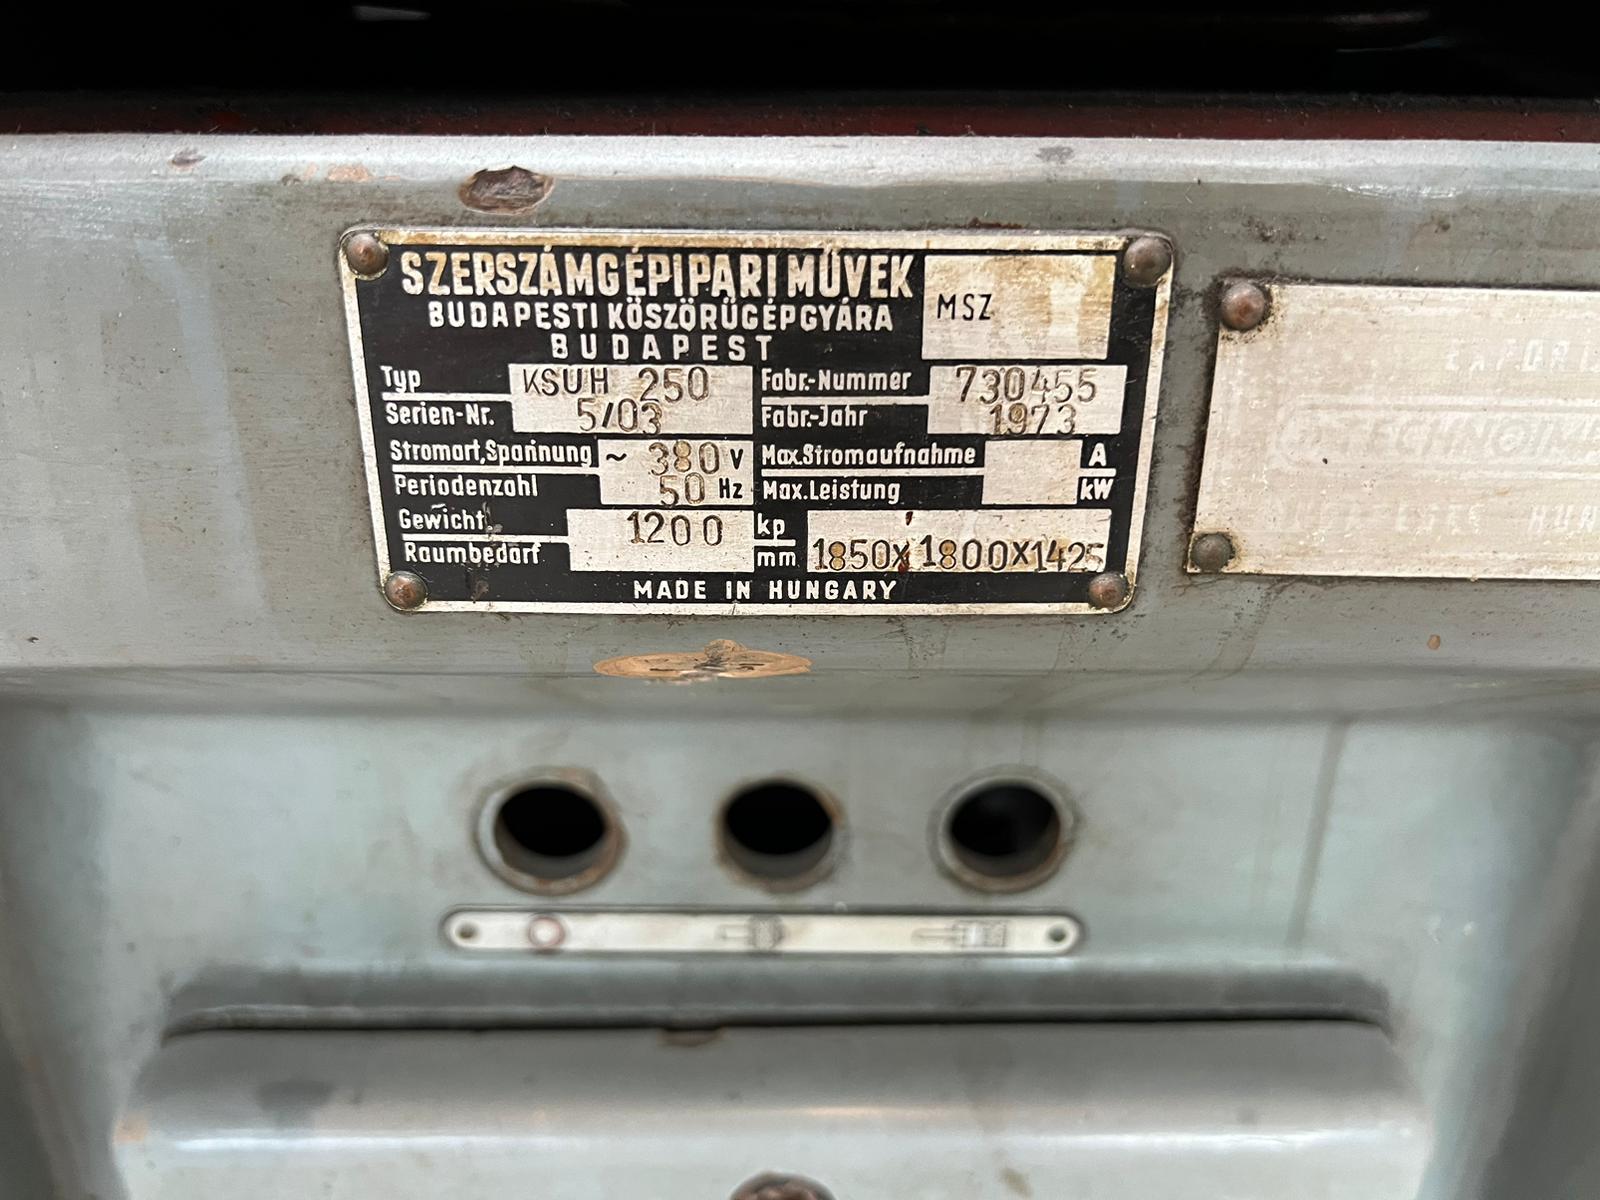 SZERSZÁMGÉPIPARI MŰVEK
BUDAPESTI KÖSZÖRŰGÉPGYÁRA
BUDAPEST
MSZ
Typ KSUH 250 Fabr.-Nummer 730455
Serien-Nr. 5/03 Fabr.-Jahr 1973
Stromart, Spannung ~ 380 V Max. Stromaufnahme A
Periodenzahl 50 Hz Max. Leistung kW
Gewicht 1200 kp
Raumbedarf mm 1850x1800x1425
MADE IN HUNGARY